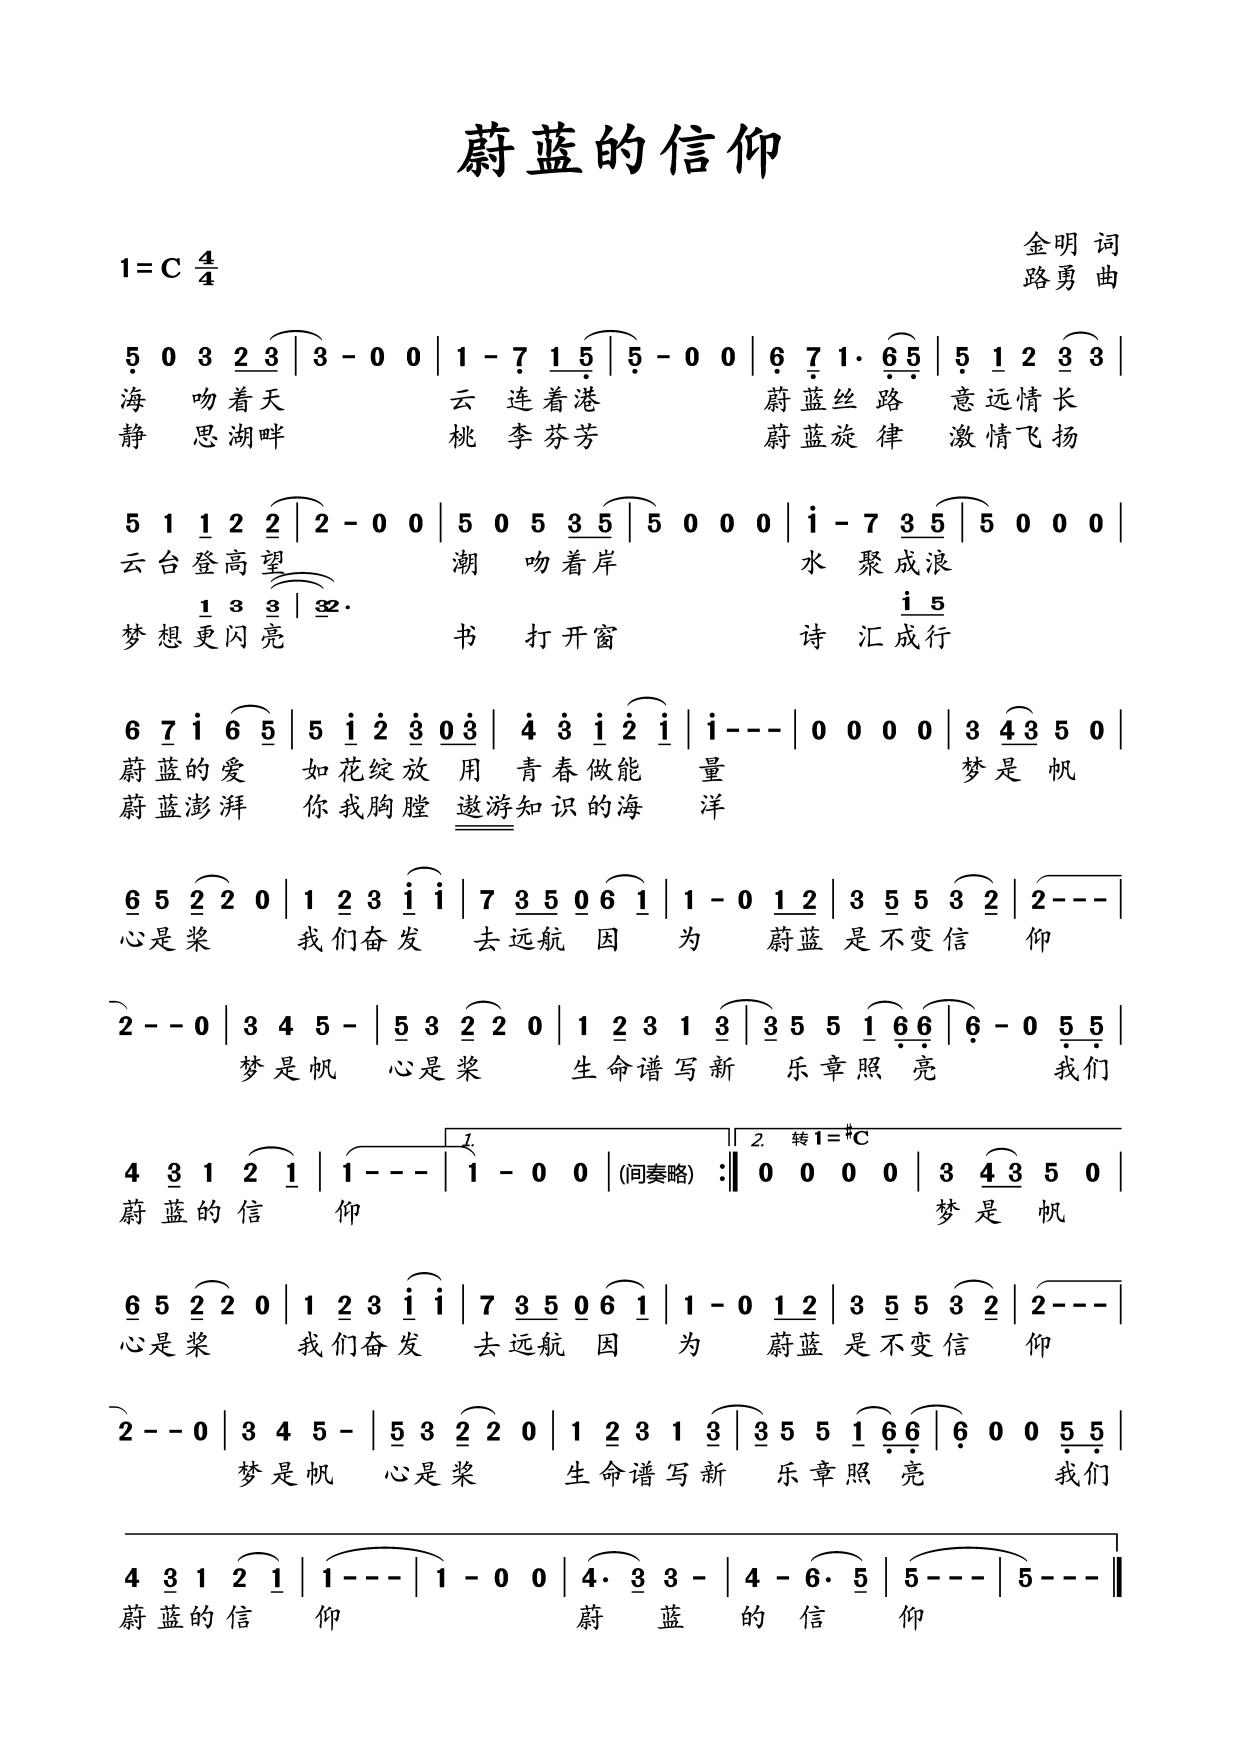 蔚蓝的信仰
金明 词
1=C 4/4
路勇 曲
5 0 3 2 3 | 3 - 0 0 | 1 - 7 1 5 | 5 - 0 0 | 6 7 1· 6 5 | 5 1 2 3 3 |
海 吻着天 云 连着港 蔚蓝丝路 意远情长
静 思湖畔 桃 李芬芳 蔚蓝旋律 激情飞扬
5 1 1 2 2 | 2 - 0 0 | 5 0 5 3 5 | 5 0 0 0 | i - 7 3 5 | 5 0 0 0 |
云台登高望 潮 吻着岸 水 聚成浪
1 3 3 | 3 2· i 5
梦想更闪亮 书 打开窗 诗 汇成行
6 7 i 6 5 | 5 i 2 3 0 3 | 4 3 i 2 i | i - - - | 0 0 0 0 | 3 4 3 5 0 |
蔚蓝的爱 如花绽放 用 青春做能 量 梦是 帆
蔚蓝澎湃 你我胸膛 遨游知识的海 洋
6 5 2 2 0 | 1 2 3 i i | 7 3 5 0 6 1 | 1 - 0 1 2 | 3 5 5 3 2 | 2 - - - |
心是桨 我们奋发 去远航 因 为 蔚蓝 是不变信 仰
2 - - 0 | 3 4 5 - | 5 3 2 2 0 | 1 2 3 1 3 | 3 5 5 1 6 6 | 6 - 0 5 5 |
梦是帆 心是桨 生命谱写新 乐章照 亮 我们
1. 2. 转1=#C
4 3 1 2 1 | 1 - - - | 1 - 0 0 | (间奏略) :‖ 0 0 0 0 | 3 4 3 5 0 |
蔚蓝的信 仰 梦是 帆
6 5 2 2 0 | 1 2 3 i i | 7 3 5 0 6 1 | 1 - 0 1 2 | 3 5 5 3 2 | 2 - - - |
心是桨 我们奋发 去远航 因 为 蔚蓝 是不变信 仰
2 - - 0 | 3 4 5 - | 5 3 2 2 0 | 1 2 3 1 3 | 3 5 5 1 6 6 | 6 0 0 5 5 |
梦是帆 心是桨 生命谱写新 乐章照 亮 我们
4 3 1 2 1 | 1 - - - | 1 - 0 0 | 4· 3 3 - | 4 - 6· 5 | 5 - - - | 5 - - - ‖
蔚蓝的信 仰 蔚 蓝 的 信 仰